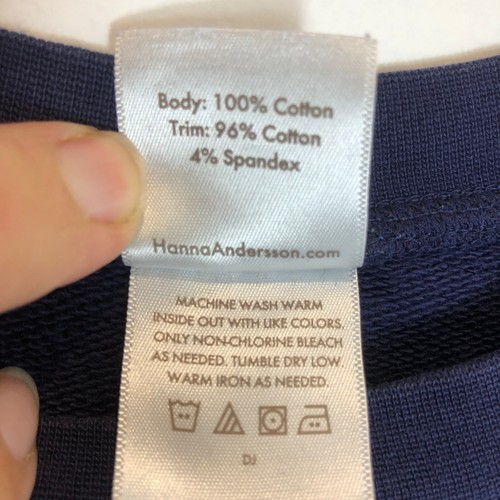 Body: 100% Cotton
Trim: 96% Cotton
4% Spandex
HannaAndersson.com
MACHINE WASH WARM
INSIDE OUT WITH LIKE COLORS.
ONLY NON-CHLORINE BLEACH
AS NEEDED. TUMBLE DRY LOW.
WARM IRON AS NEEDED.
DJ